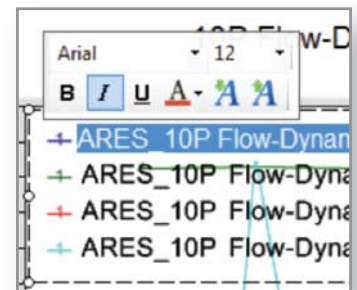 10P Flow-D
Arial 12
B I U A A A
ARES_10P Flow-Dynan
ARES_10P Flow-Dyna
ARES_10P Flow-Dyna
ARES_10P Flow-Dyna